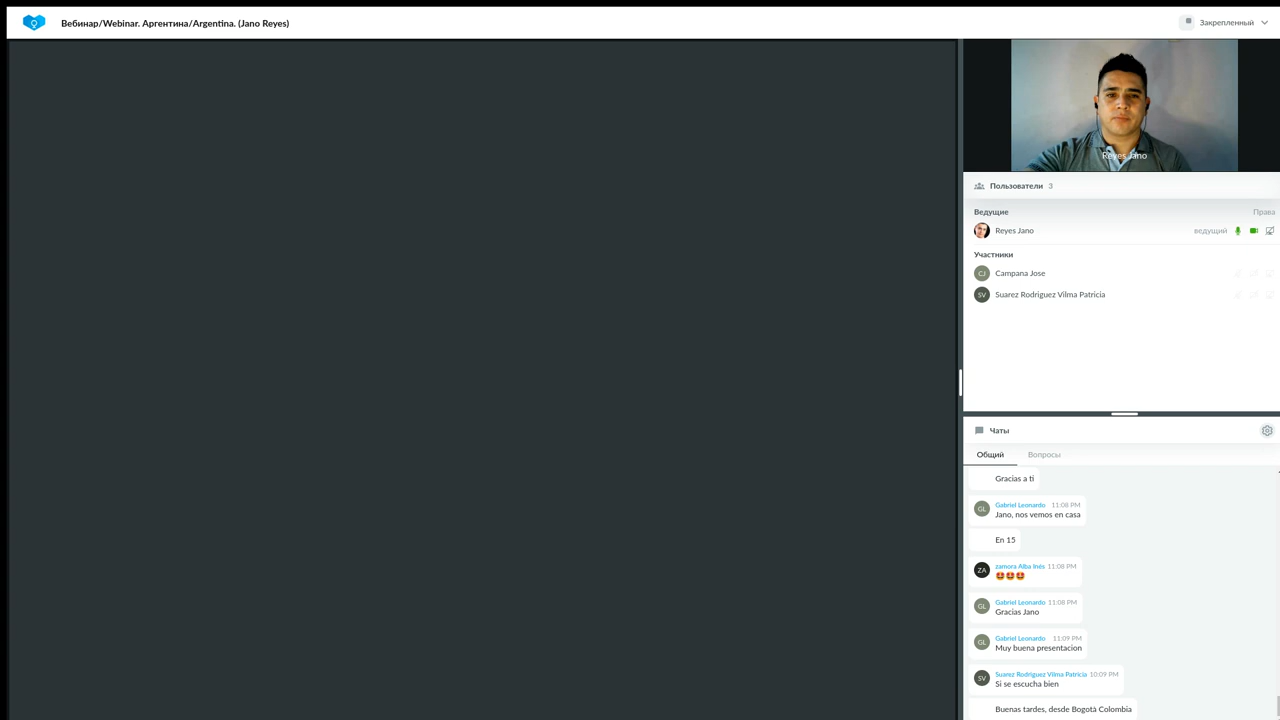 Вебинар/Webinar. Аргентина/Argentina. (Jano Reyes)
Закрепленный
Reyes Jano
Пользователи 3
Ведущие Права
Reyes Jano ведущий
Участники
CJ Campana Jose
SV Suarez Rodriguez Vilma Patricia
Чаты
Общий Вопросы
Gracias a ti
GL Gabriel Leonardo 11:08 PM
Jano, nos vemos en casa
En 15
ZA zamora Alba Inés 11:08 PM
🤩🤩🤩
GL Gabriel Leonardo 11:08 PM
Gracias Jano
GL Gabriel Leonardo 11:09 PM
Muy buena presentacion
SV Suarez Rodriguez Vilma Patricia 10:09 PM
Si se escucha bien
Buenas tardes, desde Bogotà Colombia